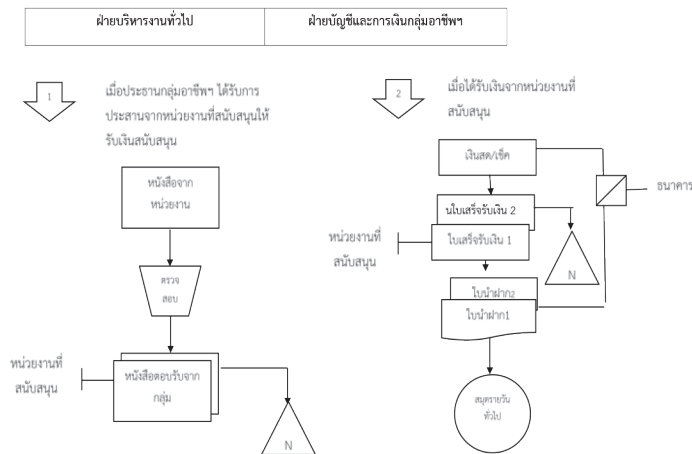 ฝ่ายบริหารงานทั่วไป
ฝ่ายบัญชีและการเงินกลุ่มอาชีพฯ
1
เมื่อประธานกลุ่มอาชีพฯ ได้รับการ
ประสานจากหน่วยงานที่สนับสนุนให้
รับเงินสนับสนุน
หนังสือจาก
หน่วยงาน
ตรวจ
สอบ
หน่วยงานที่
สนับสนุน
หนังสือตอบรับจาก
กลุ่ม
N
2
เมื่อได้รับเงินจากหน่วยงานที่
สนับสนุน
เงินสด/เช็ค
ธนาคาร
นใบเสร็จรับเงิน 2
หน่วยงานที่
สนับสนุน
ใบเสร็จรับเงิน 1
N
ใบนำฝาก2
ใบนำฝาก1
สมุดรายวัน
ทั่วไป